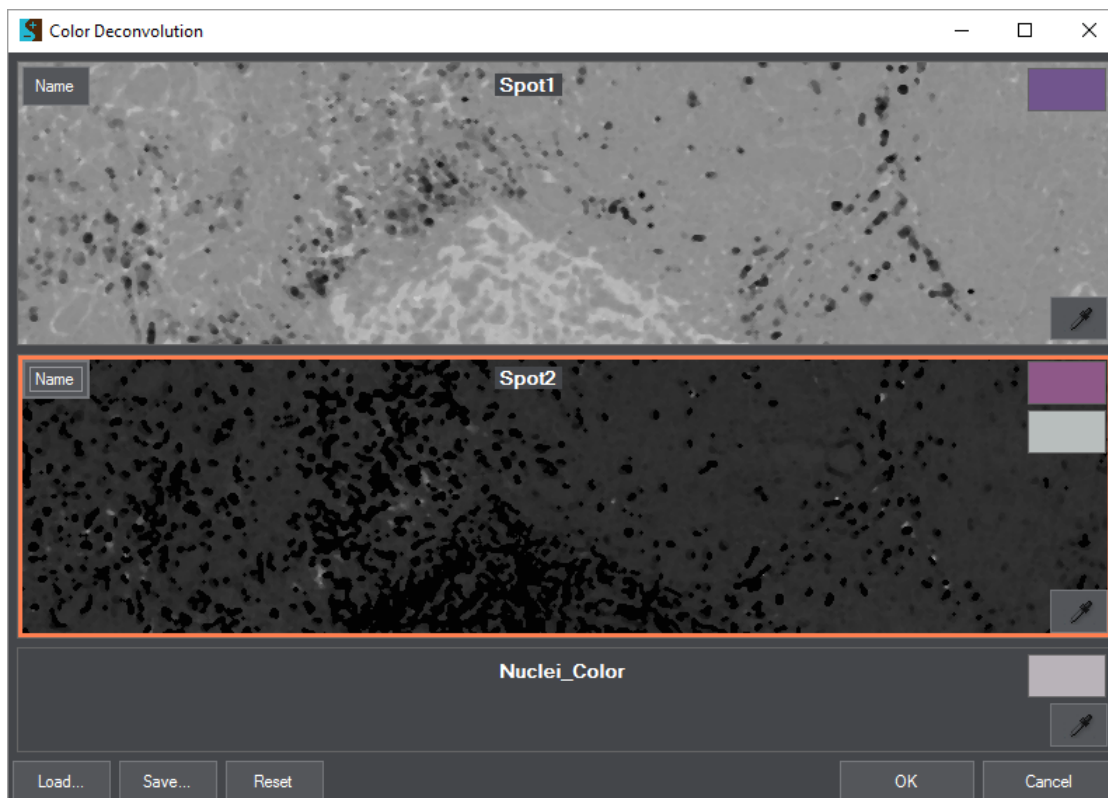 Color Deconvolution
Name
Spot1
Name
Spot2
Nuclei_Color
Load...
Save...
Reset
OK
Cancel